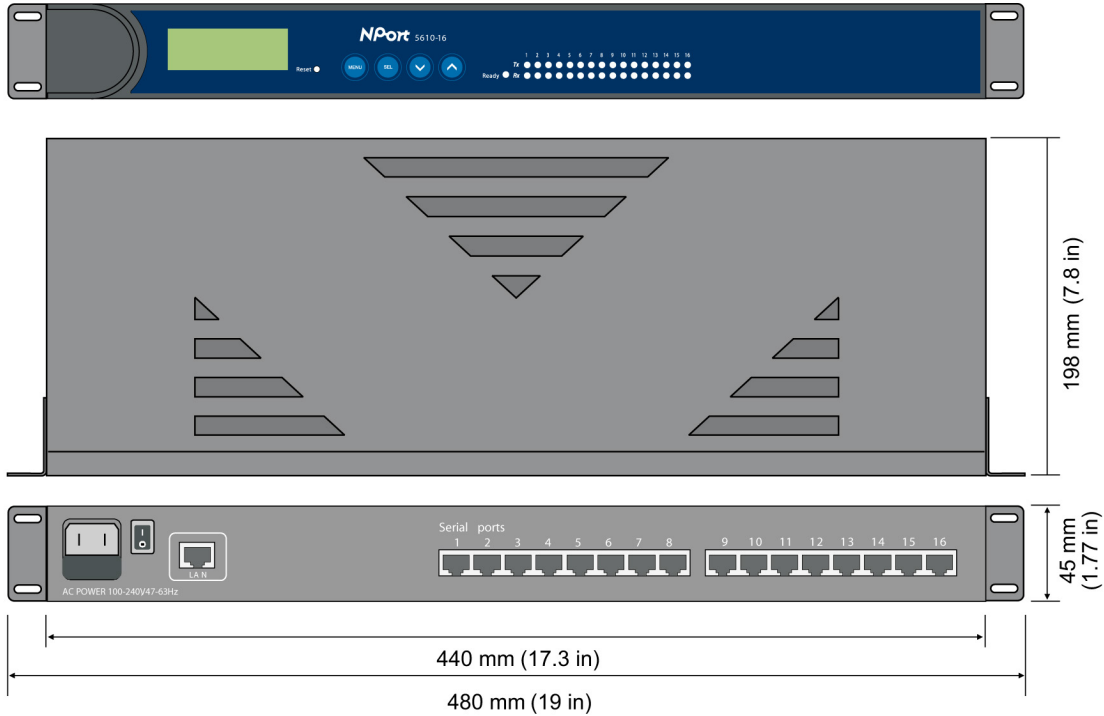 NPort 5610-16
1 2 3 4 5 6 7 8 9 10 11 12 13 14 15 16
Tx
Reset MENU SEL
Ready Rx
198 mm (7.8 in)
Serial ports
1 2 3 4 5 6 7 8 9 10 11 12 13 14 15 16
LA N
AC POWER 100-240V47-63Hz
45 mm
(1.77 in)
440 mm (17.3 in)
480 mm (19 in)